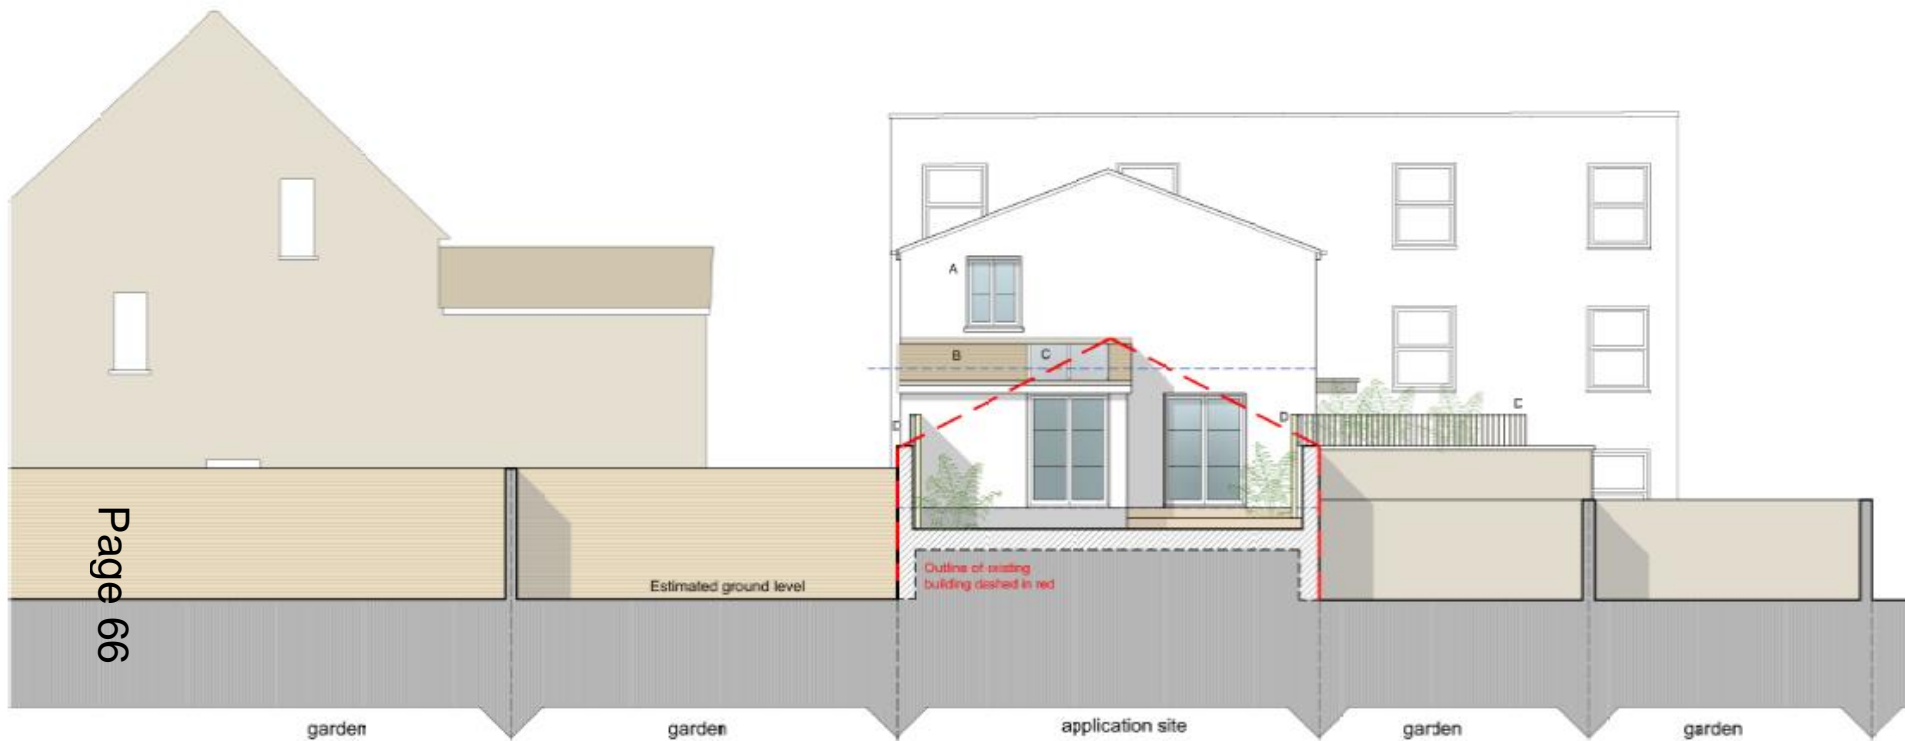 A
B
C
D
E
Page 66
Estimated ground level
Outline of existing
building dashed in red
garden
garden
application site
garden
garden